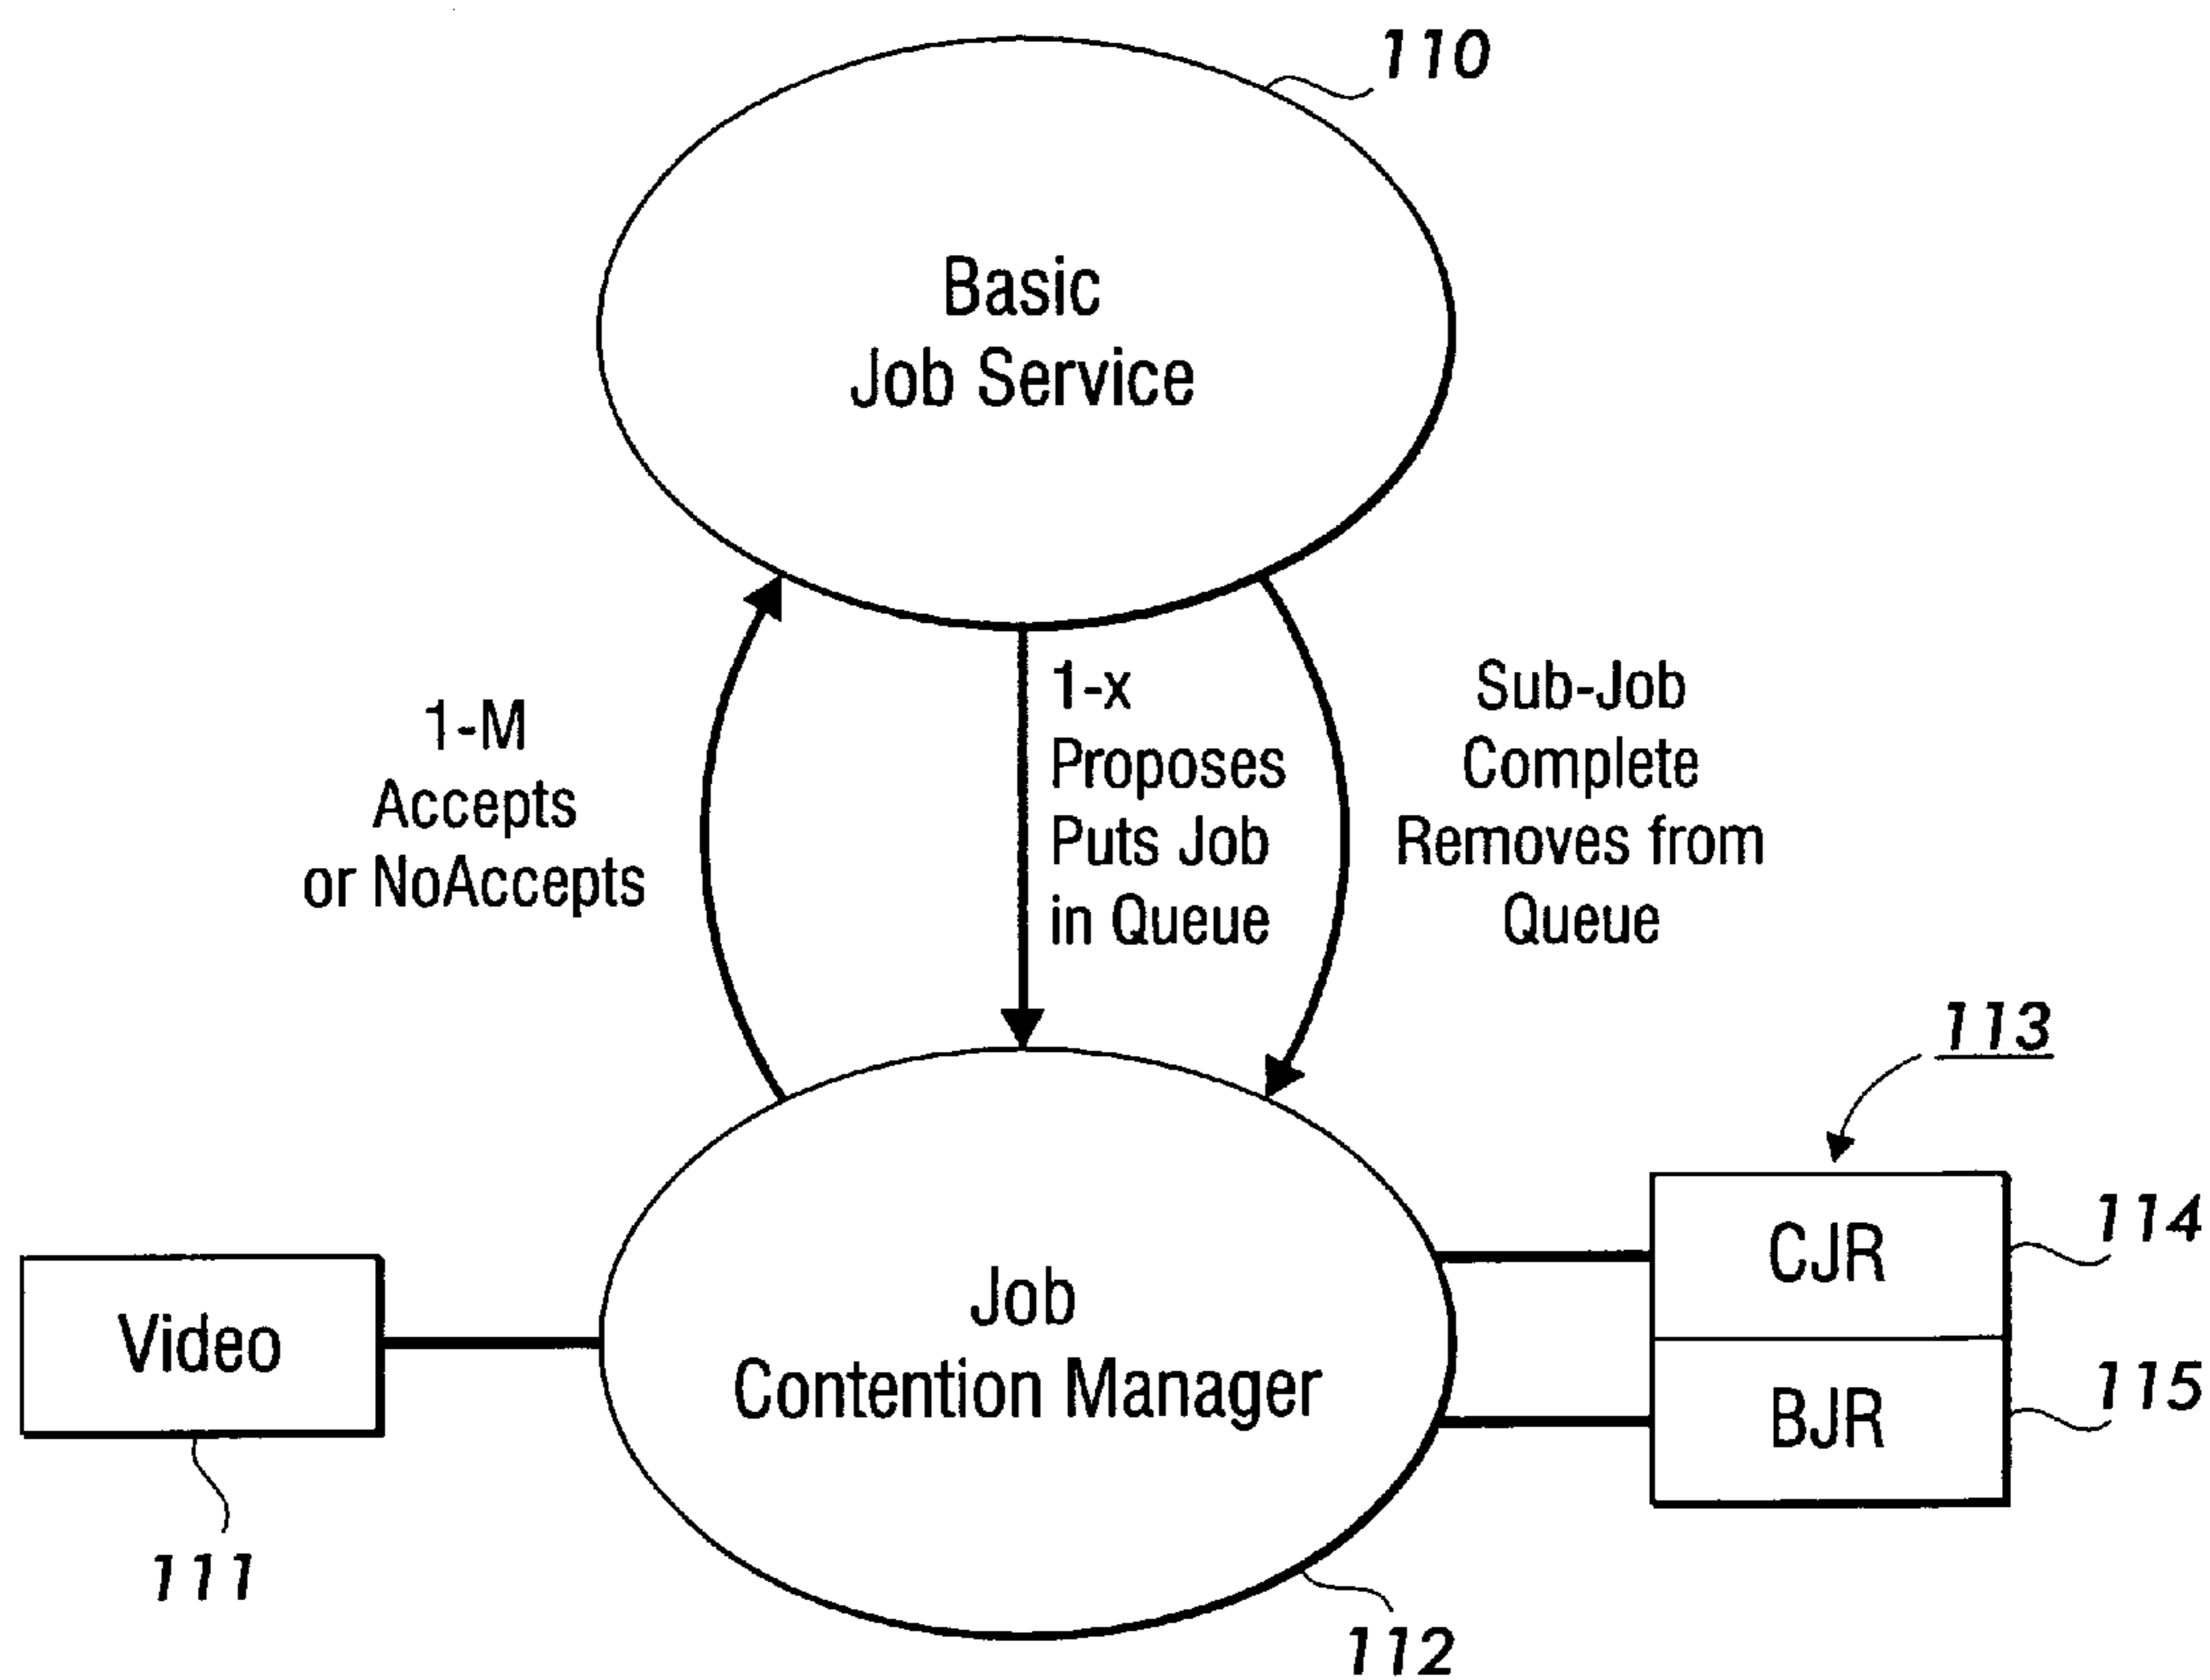 110
Basic
Job Service
1-M
Accepts
or NoAccepts
1-x
Proposes
Puts Job
in Queue
Sub-Job
Complete
Removes from
Queue
113
CJR
114
BJR
115
Video
111
Job
Contention Manager
112